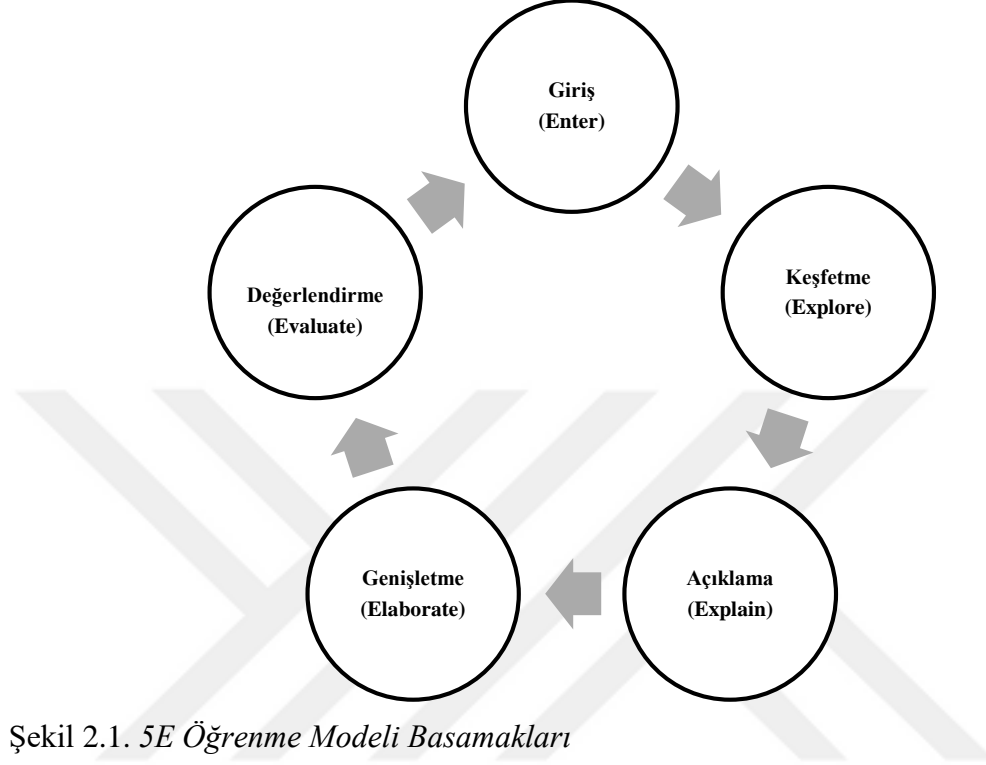 Giriş
(Enter)
Keşfetme
(Explore)
Açıklama
(Explain)
Genişletme
(Elaborate)
Değerlendirme
(Evaluate)
Şekil 2.1. 5E Öğrenme Modeli Basamakları